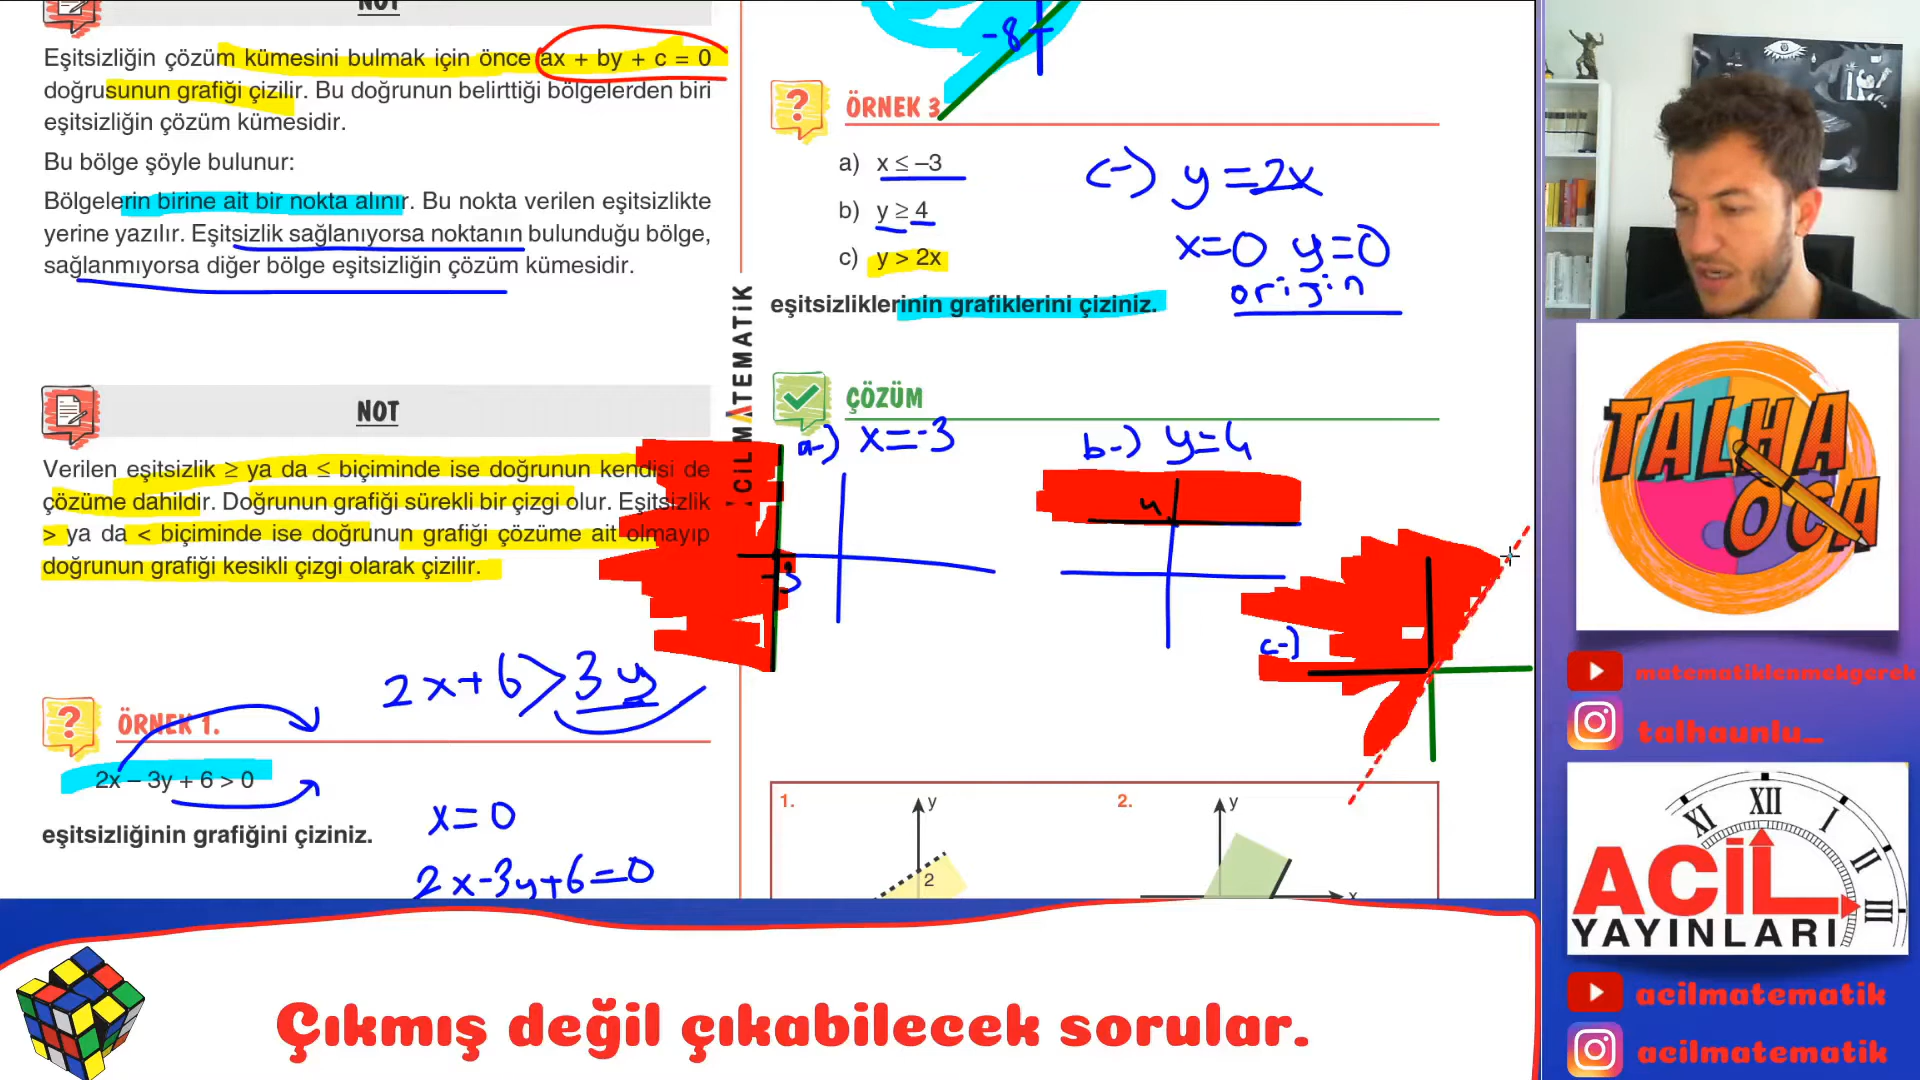 NOT
Eşitsizliğin çözüm kümesini bulmak için önce ax + by + c = 0
doğrusunun grafiği çizilir. Bu doğrunun belirttiği bölgelerden biri
eşitsizliğin çözüm kümesidir.
Bu bölge şöyle bulunur:
Bölgelerin birine ait bir nokta alınır. Bu nokta verilen eşitsizlikte
yerine yazılır. Eşitsizlik sağlanıyorsa noktanın bulunduğu bölge,
sağlanmıyorsa diğer bölge eşitsizliğin çözüm kümesidir.
NOT
Verilen eşitsizlik ≥ ya da ≤ biçiminde ise doğrunun kendisi de
çözüme dahildir. Doğrunun grafiği sürekli bir çizgi olur. Eşitsizlik
> ya da < biçiminde ise doğrunun grafiği çözüme ait olmayıp
doğrunun grafiği kesikli çizgi olarak çizilir.
2x+6>3y
ÖRNEK 1.
2x – 3y + 6 > 0
eşitsizliğinin grafiğini çiziniz.
x=0
2x-3y+6=0
ACİL MATEMATİK
-8
ÖRNEK 3
a) x ≤ –3
b) y ≥ 4
c) y > 2x
eşitsizliklerinin grafiklerini çiziniz.
c-) y=2x
x=0 y=0
origin
ÇÖZÜM
a-) x=-3
b-) y=4
-3
4
c-)
1.
y
2
2.
y
x
TALHA
OCA
matematiklenmekgerek
talhaunlu_
XI XII I II III
ACİL
YAYINLARI
acilmatematik
acilmatematik
Çıkmış değil çıkabilecek sorular.